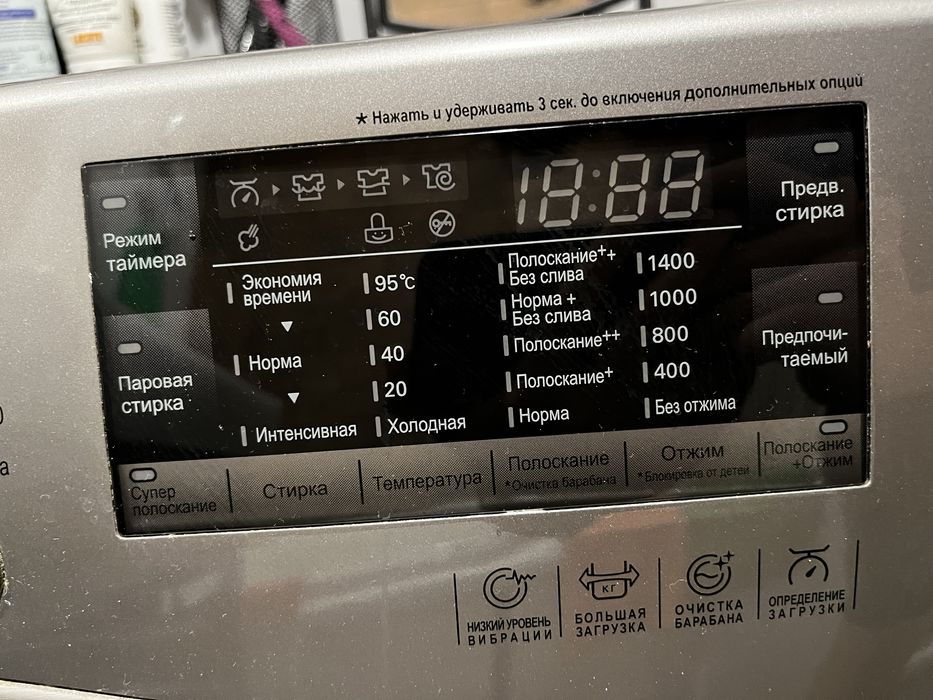 * Нажать и удерживать 3 сек. до включения дополнительных опций
18:88
Режим
таймера
Предв.
стирка
Паровая
стирка
Предпочи-
таемый
Экономия
времени
Норма
Интенсивная
95°C
60
40
20
Холодная
Полоскание++
Без слива
Норма +
Без слива
Полоскание++
Полоскание+
Норма
1400
1000
800
400
Без отжима
Супер
полоскание
Стирка
Температура
Полоскание
*Очистка барабана
Отжим
*Блокировка от детей
Полоскание
+Отжим
НИЗКИЙ УРОВЕНЬ
ВИБРАЦИИ
КГ
БОЛЬШАЯ
ЗАГРУЗКА
ОЧИСТКА
БАРАБАНА
ОПРЕДЕЛЕНИЕ
ЗАГРУЗКИ